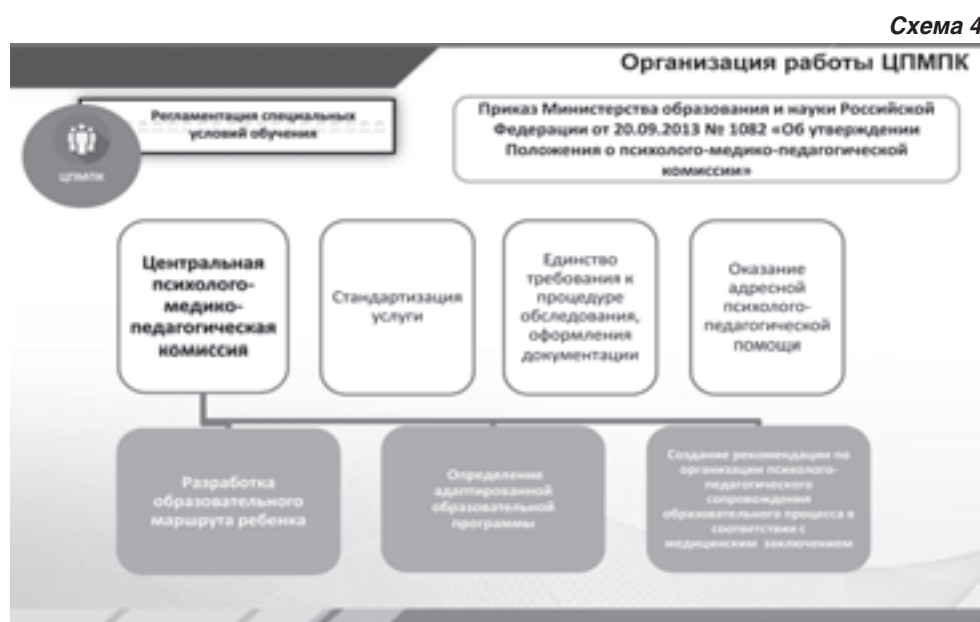 Схема 4
Организация работы ЦПМПК
Регламентация специальных
условий обучения
ЦПМПК
Приказ Министерства образования и науки Российской
Федерации от 20.09.2013 № 1082 «Об утверждении
Положения о психолого-медико-педагогической
комиссии»
Центральная
психолого-
медико-
педагогическая
комиссия
Стандартизация
услуги
Единство
требования к
процедуре
обследования,
оформления
документации
Оказание
адресной
психолого-
педагогической
помощи
Разработка
образовательного
маршрута ребенка
Определение
адаптированной
образовательной
программы
Создание рекомендации по
организации психолого-
педагогического
сопровождения
образовательного процесса в
соответствии с
медицинским заключением